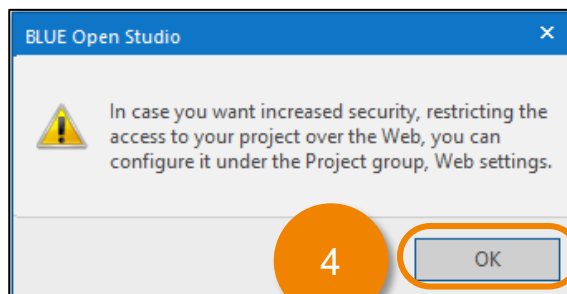 BLUE Open Studio
In case you want increased security, restricting the
access to your project over the Web, you can
configure it under the Project group, Web settings.
4
OK